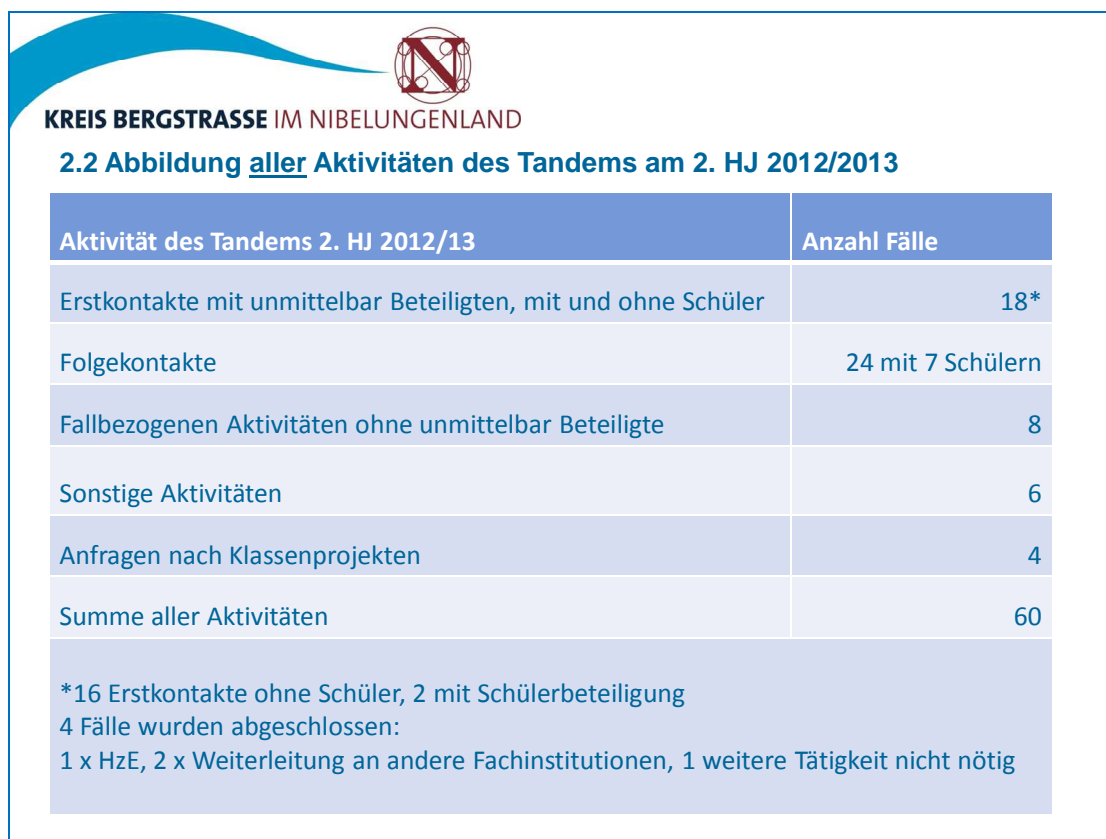 N
KREIS BERGSTRASSE IM NIBELUNGENLAND
2.2 Abbildung aller Aktivitäten des Tandems am 2. HJ 2012/2013
Aktivität des Tandems 2. HJ 2012/13 Anzahl Fälle
Erstkontakte mit unmittelbar Beteiligten, mit und ohne Schüler 18*
Folgekontakte 24 mit 7 Schülern
Fallbezogenen Aktivitäten ohne unmittelbar Beteiligte 8
Sonstige Aktivitäten 6
Anfragen nach Klassenprojekten 4
Summe aller Aktivitäten 60
*16 Erstkontakte ohne Schüler, 2 mit Schülerbeteiligung
4 Fälle wurden abgeschlossen:
1 x HzE, 2 x Weiterleitung an andere Fachinstitutionen, 1 weitere Tätigkeit nicht nötig